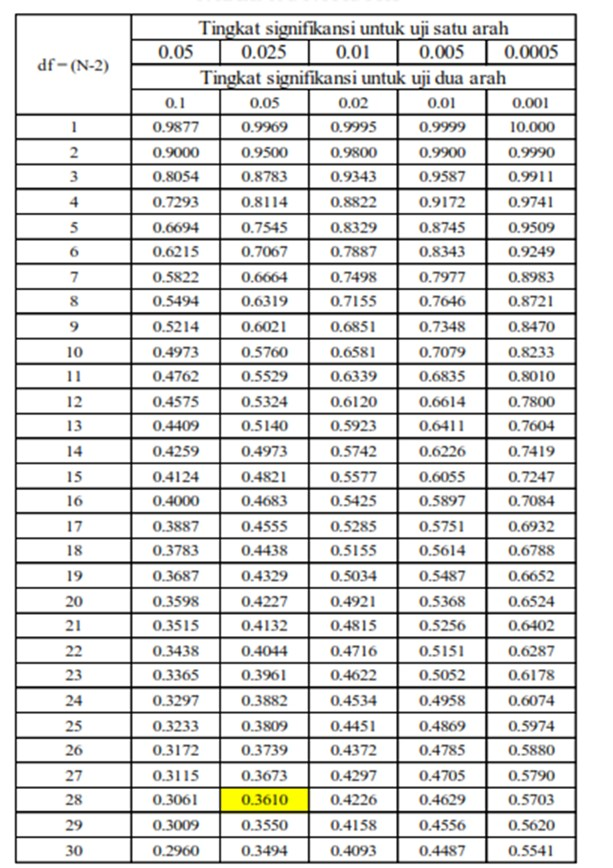 Tingkat signifikansi untuk uji satu arah
df = (N-2)
0.05 0.025 0.01 0.005 0.0005
Tingkat signifikansi untuk uji dua arah
0.1 0.05 0.02 0.01 0.001
1 0.9877 0.9969 0.9995 0.9999 10.000
2 0.9000 0.9500 0.9800 0.9900 0.9990
3 0.8054 0.8783 0.9343 0.9587 0.9911
4 0.7293 0.8114 0.8822 0.9172 0.9741
5 0.6694 0.7545 0.8329 0.8745 0.9509
6 0.6215 0.7067 0.7887 0.8343 0.9249
7 0.5822 0.6664 0.7498 0.7977 0.8983
8 0.5494 0.6319 0.7155 0.7646 0.8721
9 0.5214 0.6021 0.6851 0.7348 0.8470
10 0.4973 0.5760 0.6581 0.7079 0.8233
11 0.4762 0.5529 0.6339 0.6835 0.8010
12 0.4575 0.5324 0.6120 0.6614 0.7800
13 0.4409 0.5140 0.5923 0.6411 0.7604
14 0.4259 0.4973 0.5742 0.6226 0.7419
15 0.4124 0.4821 0.5577 0.6055 0.7247
16 0.4000 0.4683 0.5425 0.5897 0.7084
17 0.3887 0.4555 0.5285 0.5751 0.6932
18 0.3783 0.4438 0.5155 0.5614 0.6788
19 0.3687 0.4329 0.5034 0.5487 0.6652
20 0.3598 0.4227 0.4921 0.5368 0.6524
21 0.3515 0.4132 0.4815 0.5256 0.6402
22 0.3438 0.4044 0.4716 0.5151 0.6287
23 0.3365 0.3961 0.4622 0.5052 0.6178
24 0.3297 0.3882 0.4534 0.4958 0.6074
25 0.3233 0.3809 0.4451 0.4869 0.5974
26 0.3172 0.3739 0.4372 0.4785 0.5880
27 0.3115 0.3673 0.4297 0.4705 0.5790
28 0.3061 0.3610 0.4226 0.4629 0.5703
29 0.3009 0.3550 0.4158 0.4556 0.5620
30 0.2960 0.3494 0.4093 0.4487 0.5541